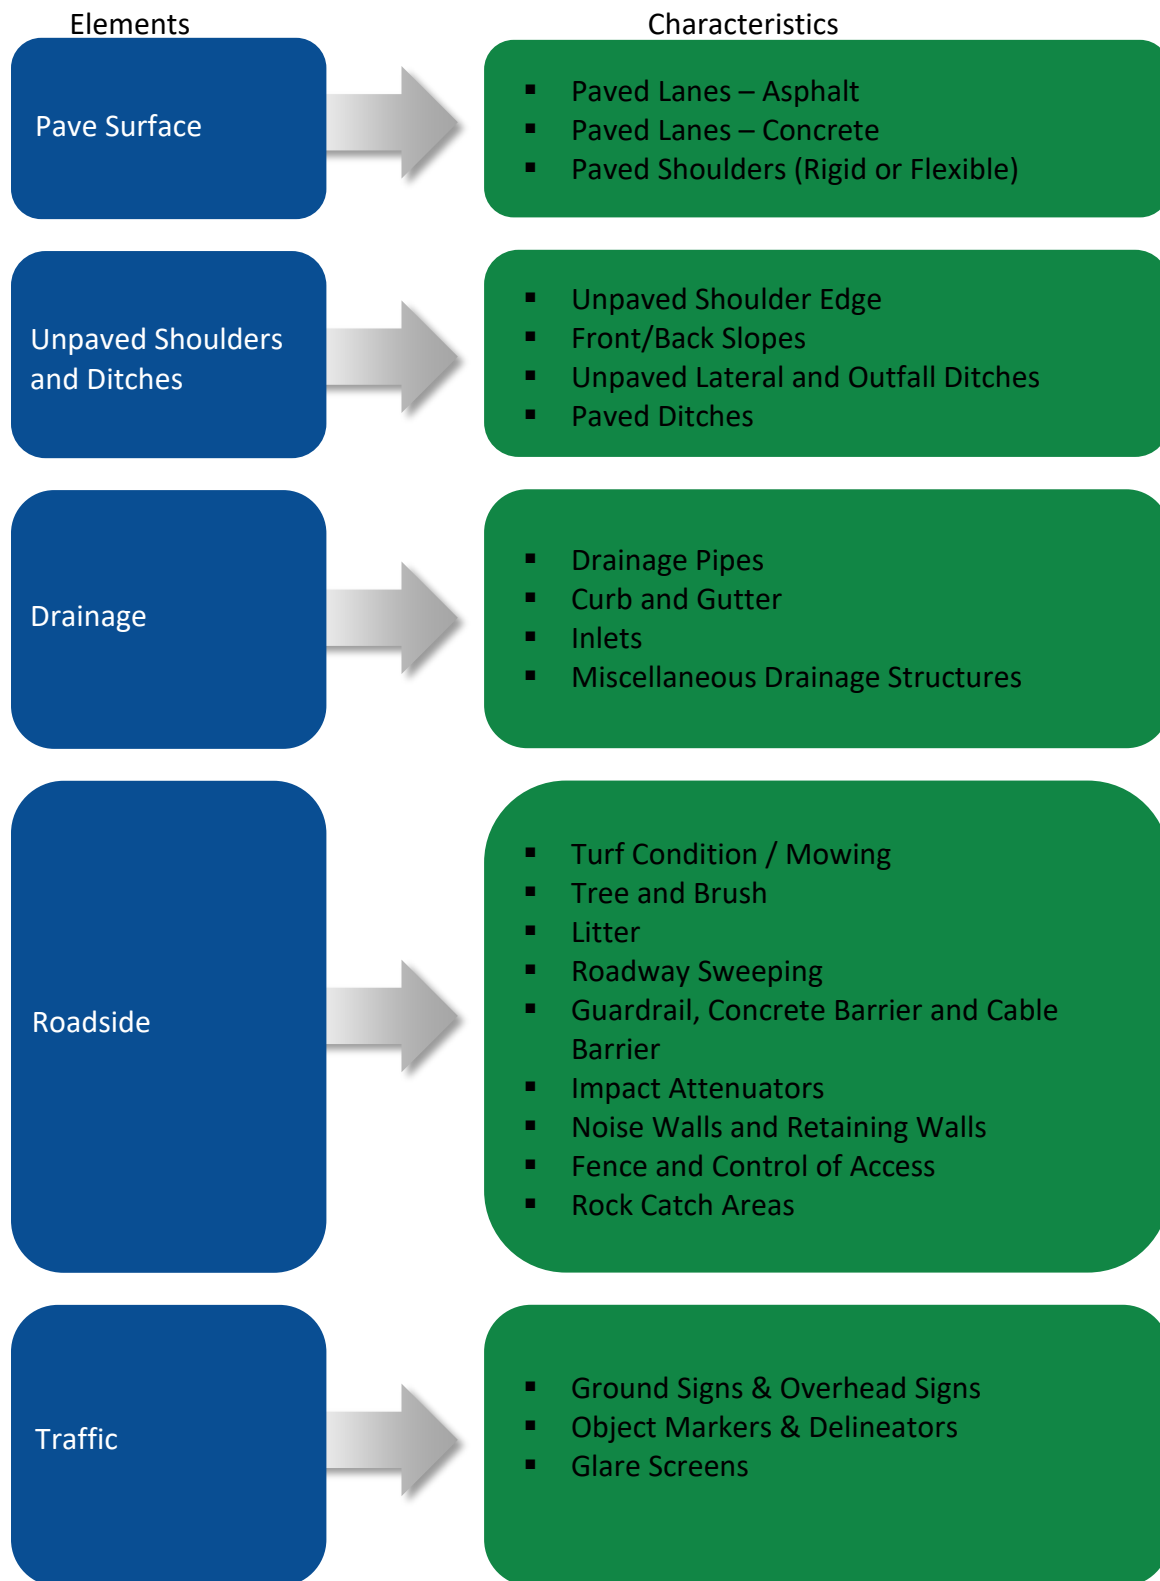 Elements
Characteristics
Pave Surface
▪ Paved Lanes – Asphalt
▪ Paved Lanes – Concrete
▪ Paved Shoulders (Rigid or Flexible)
Unpaved Shoulders
and Ditches
▪ Unpaved Shoulder Edge
▪ Front/Back Slopes
▪ Unpaved Lateral and Outfall Ditches
▪ Paved Ditches
Drainage
▪ Drainage Pipes
▪ Curb and Gutter
▪ Inlets
▪ Miscellaneous Drainage Structures
Roadside
▪ Turf Condition / Mowing
▪ Tree and Brush
▪ Litter
▪ Roadway Sweeping
▪ Guardrail, Concrete Barrier and Cable
Barrier
▪ Impact Attenuators
▪ Noise Walls and Retaining Walls
▪ Fence and Control of Access
▪ Rock Catch Areas
Traffic
▪ Ground Signs & Overhead Signs
▪ Object Markers & Delineators
▪ Glare Screens